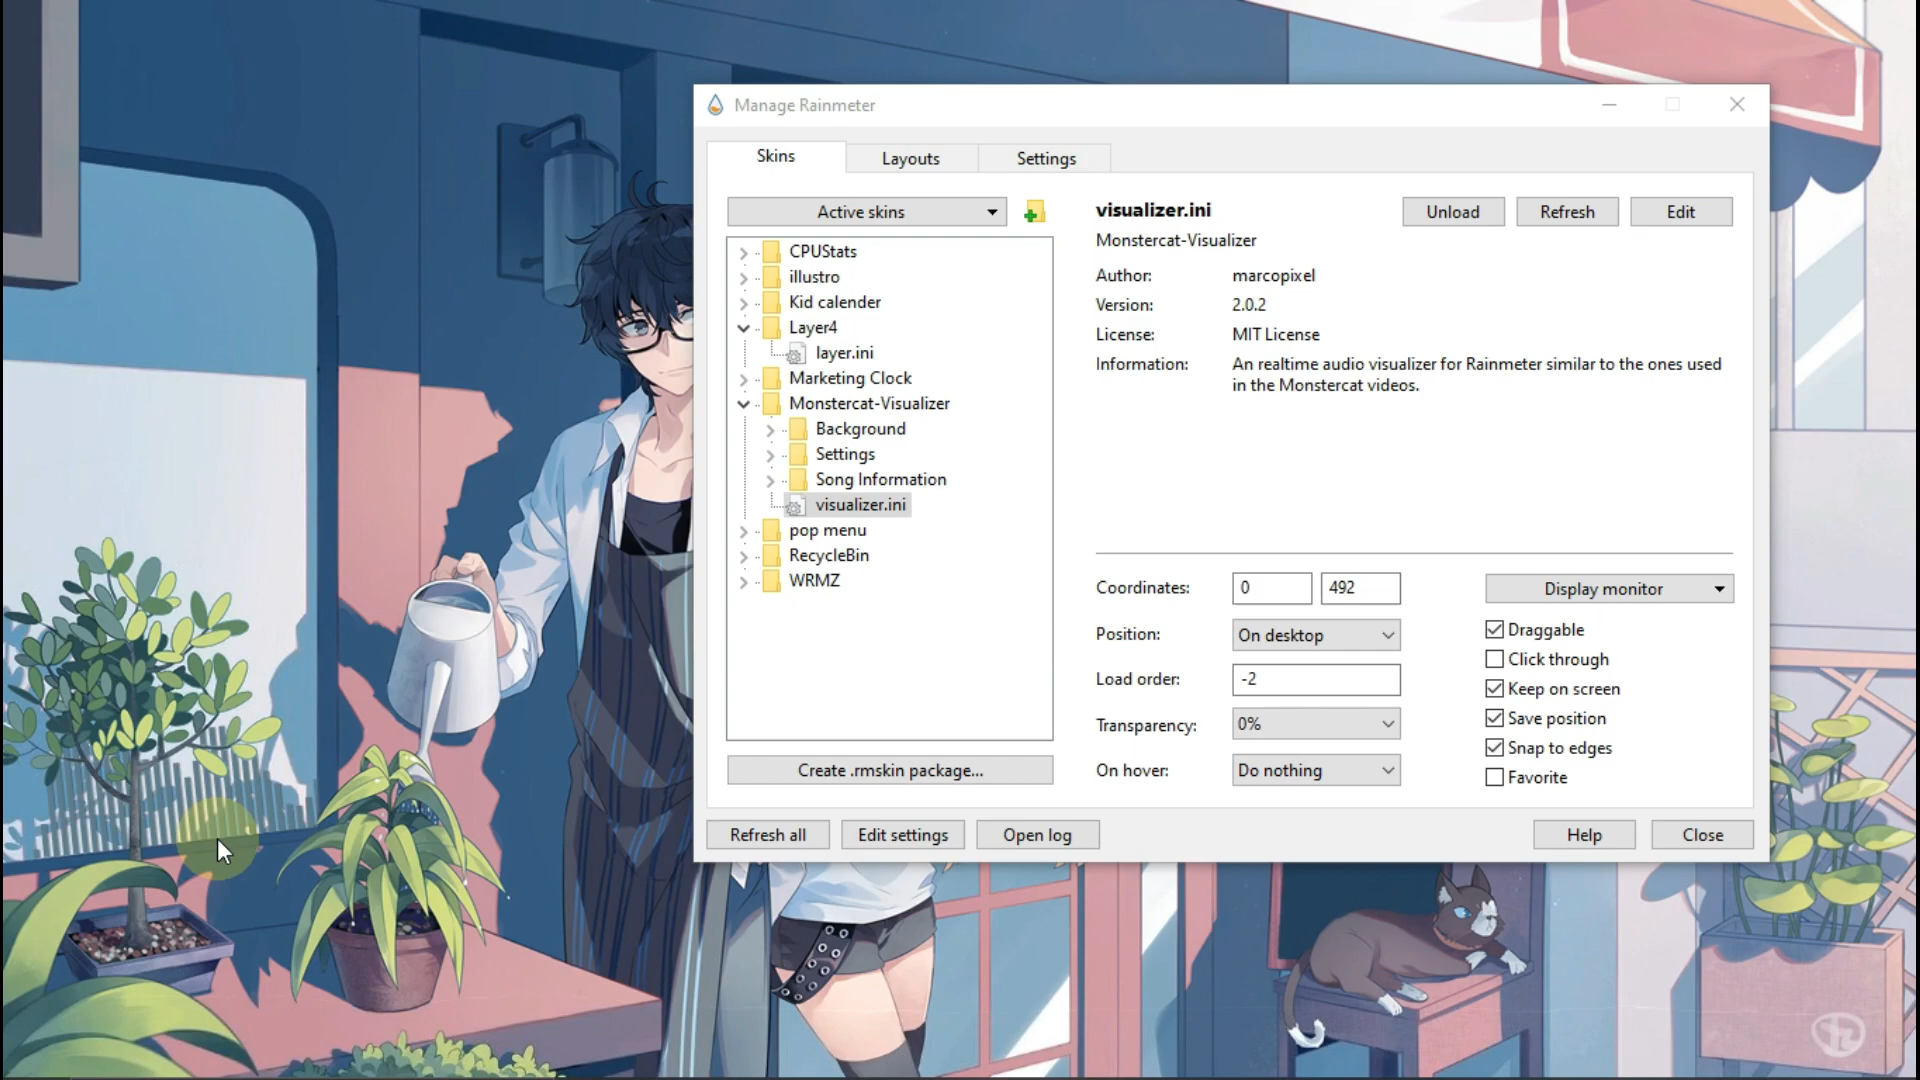 Manage Rainmeter
Skins
Layouts
Settings
Active skins
CPUStats
illustro
Kid calender
Layer4
layer.ini
Marketing Clock
Monstercat-Visualizer
Background
Settings
Song Information
visualizer.ini
pop menu
RecycleBin
WRMZ
Create .rmskin package...
visualizer.ini
Unload
Refresh
Edit
Monstercat-Visualizer
Author: marcopixel
Version: 2.0.2
License: MIT License
Information: An realtime audio visualizer for Rainmeter similar to the ones used
in the Monstercat videos.
Coordinates: 0 492
Position: On desktop
Load order: -2
Transparency: 0%
On hover: Do nothing
Display monitor
Draggable
Click through
Keep on screen
Save position
Snap to edges
Favorite
Refresh all
Edit settings
Open log
Help
Close